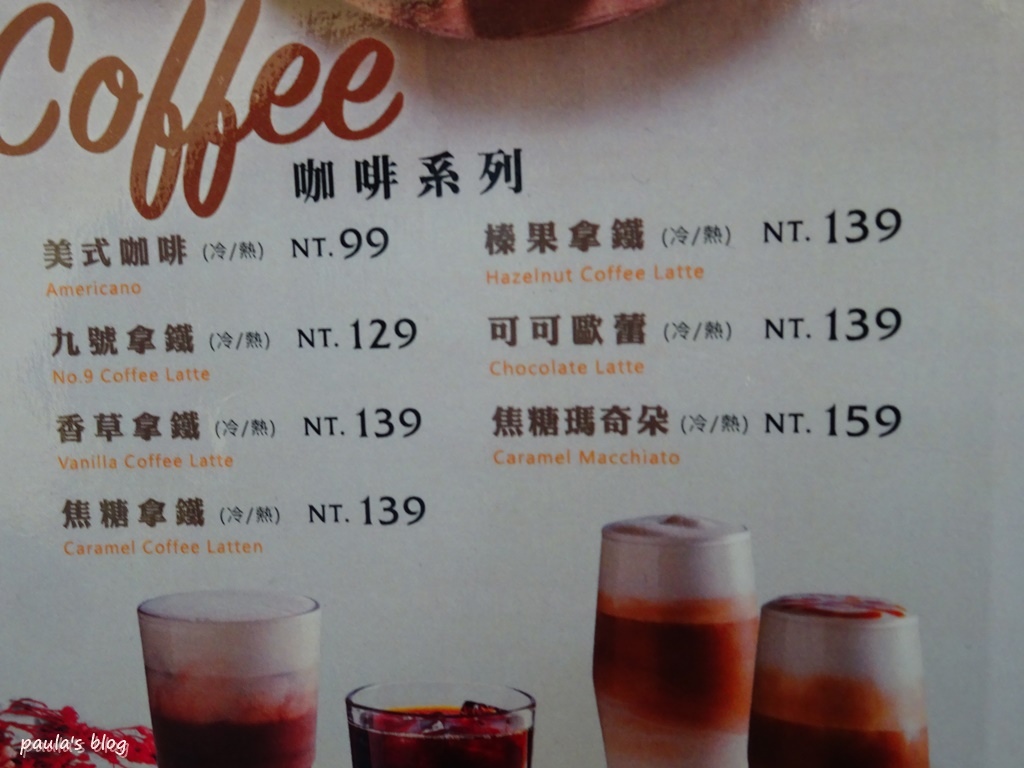 Coffee
咖啡系列
美式咖啡 (冷/熱) NT. 99
Americano
九號拿鐵 (冷/熱) NT. 129
No.9 Coffee Latte
香草拿鐵 (冷/熱) NT. 139
Vanilla Coffee Latte
焦糖拿鐵 (冷/熱) NT. 139
Caramel Coffee Latten
榛果拿鐵 (冷/熱) NT. 139
Hazelnut Coffee Latte
可可歐蕾 (冷/熱) NT. 139
Chocolate Latte
焦糖瑪奇朵 (冷/熱) NT. 159
Caramel Macchiato
paula's blog